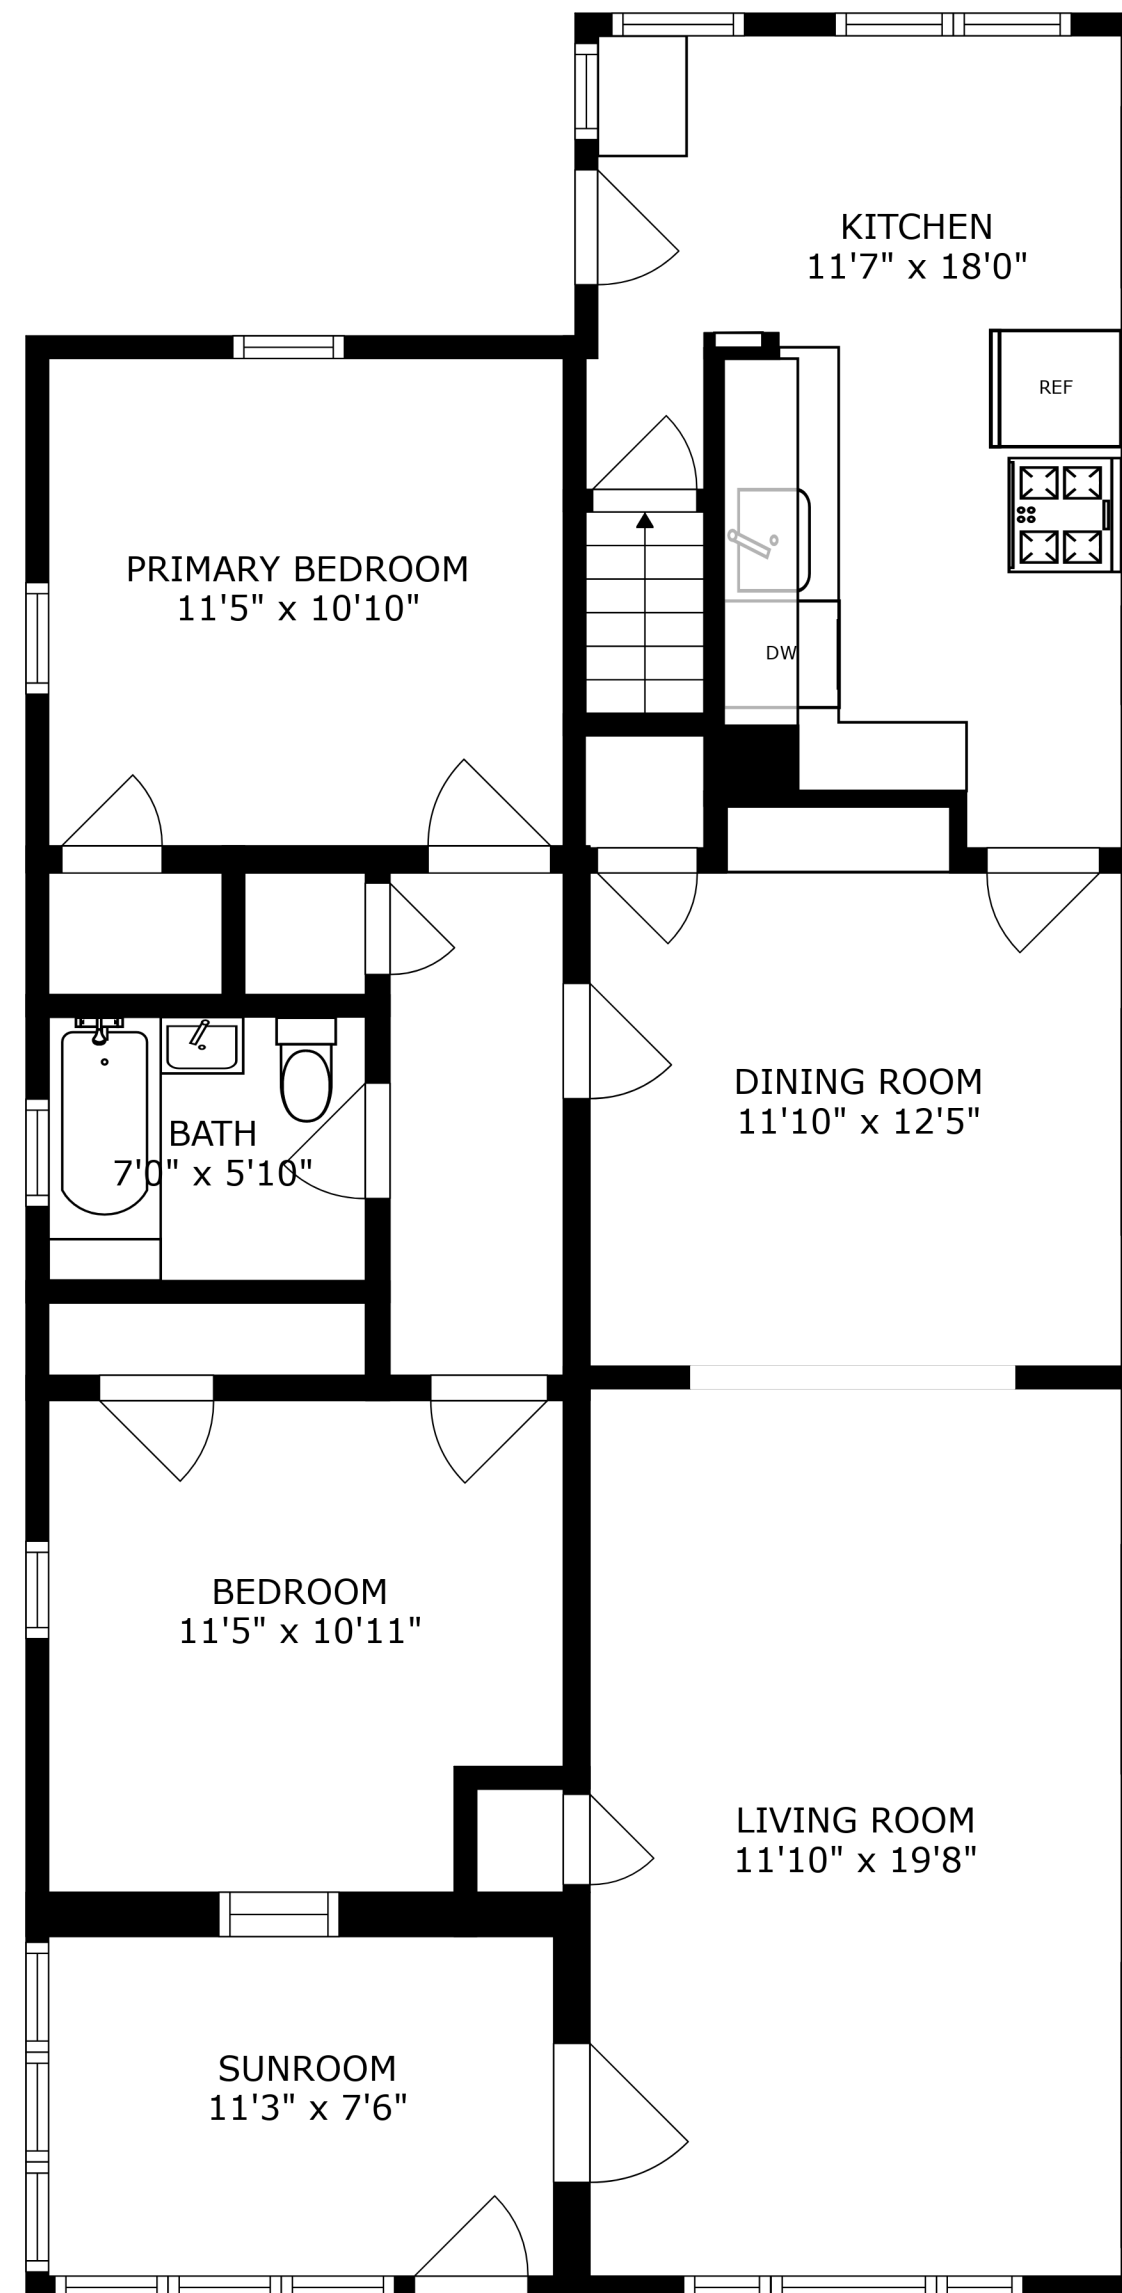 KITCHEN
11'7" x 18'0"
REF
PRIMARY BEDROOM
11'5" x 10'10"
DW
DINING ROOM
11'10" x 12'5"
BATH
7'0" x 5'10"
BEDROOM
11'5" x 10'11"
LIVING ROOM
11'10" x 19'8"
SUNROOM
11'3" x 7'6"